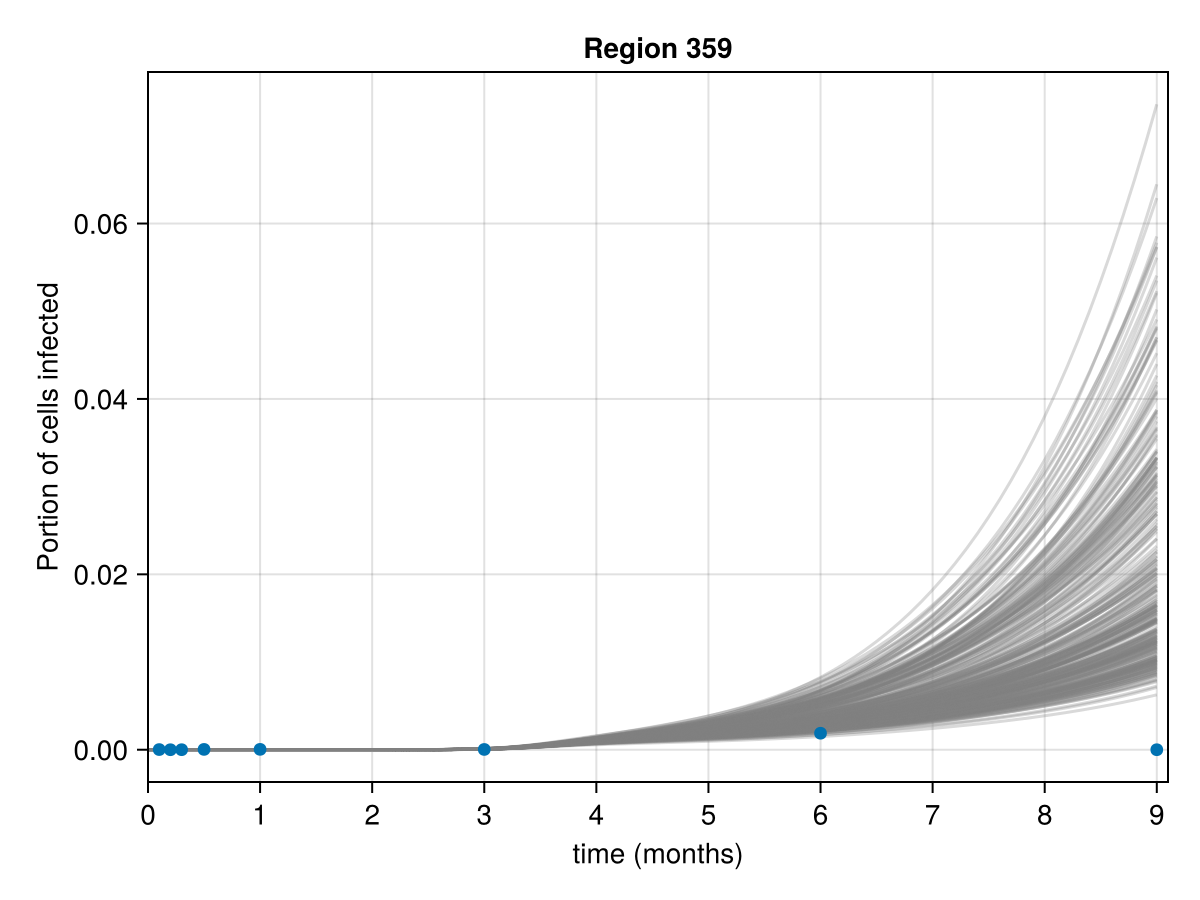 Region 359
Portion of cells infected
0.06
0.04
0.02
0.00
0 1 2 3 4 5 6 7 8 9
time (months)